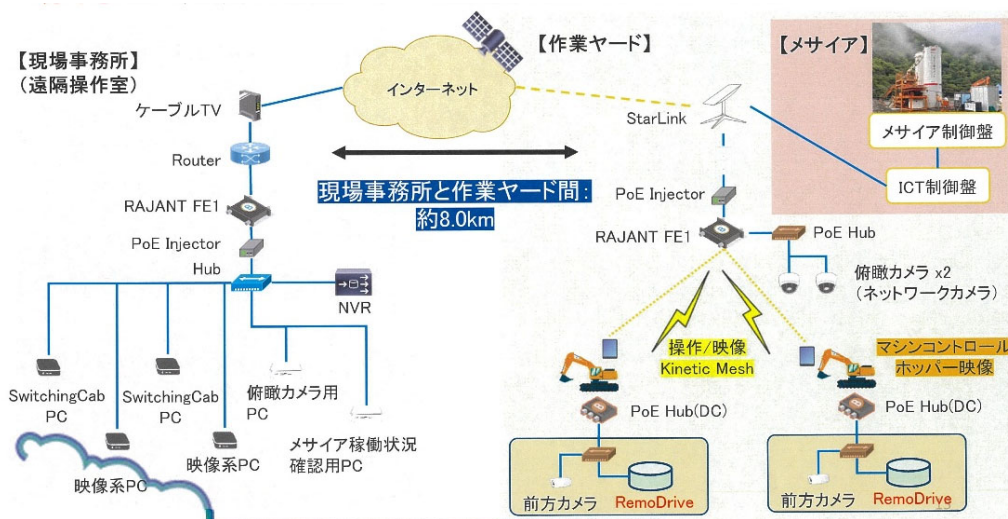 【現場事務所】
(遠隔操作室)
ケーブルTV
Router
RAJANT FE1
PoE Injector
Hub
NVR
SwitchingCab
PC
SwitchingCab
PC
映像系PC
映像系PC
俯瞰カメラ用
PC
メサイア稼働状況
確認用PC
インターネット
現場事務所と作業ヤード間:
約8.0km
【作業ヤード】
StarLink
PoE Injector
RAJANT FE1
PoE Hub
俯瞰カメラ x2
(ネットワークカメラ)
【メサイア】
メサイア制御盤
ICT制御盤
操作/映像
Kinetic Mesh
マシンコントロール
ホッパー映像
PoE Hub(DC)
前方カメラ
RemoDrive
PoE Hub(DC)
前方カメラ
RemoDrive